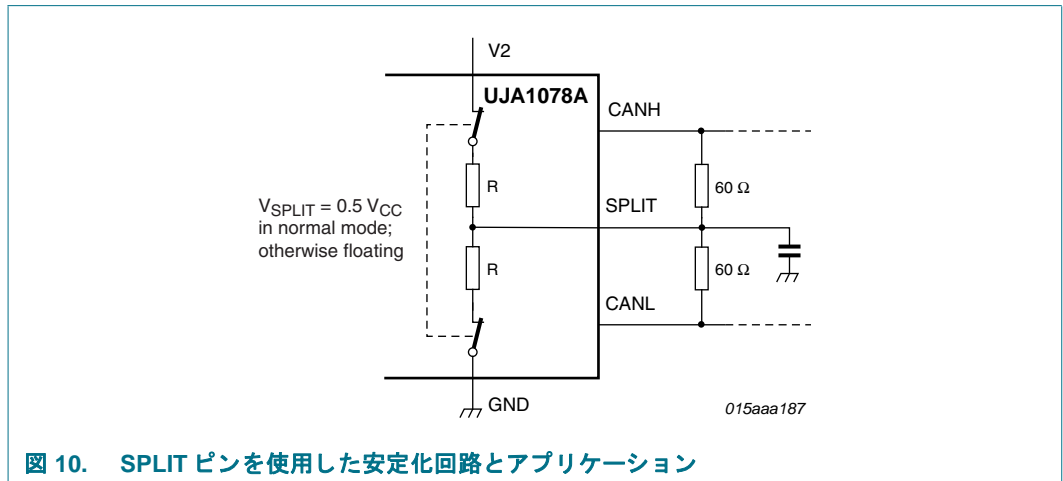 V2
UJA1078A
CANH
R
60 Ω
VSPLIT = 0.5 VCC
in normal mode;
otherwise floating
SPLIT
R
60 Ω
CANL
GND
015aaa187
図 10. SPLIT ピンを使用した安定化回路とアプリケーション